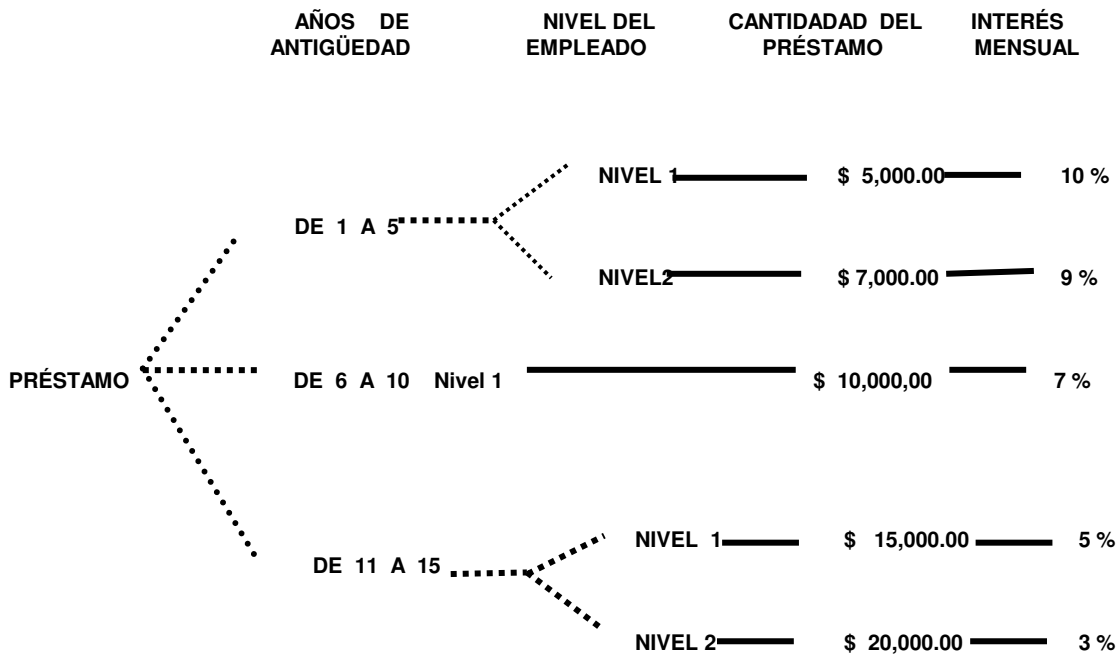 AÑOS DE NIVEL DEL CANTIDADAD DEL INTERÉS
ANTIGÜEDAD EMPLEADO PRÉSTAMO MENSUAL
NIVEL 1 $ 5,000.00 10 %
DE 1 A 5
NIVEL2 $ 7,000.00 9 %
PRÉSTAMO DE 6 A 10 Nivel 1 $ 10,000,00 7 %
NIVEL 1 $ 15,000.00 5 %
DE 11 A 15
NIVEL 2 $ 20,000.00 3 %